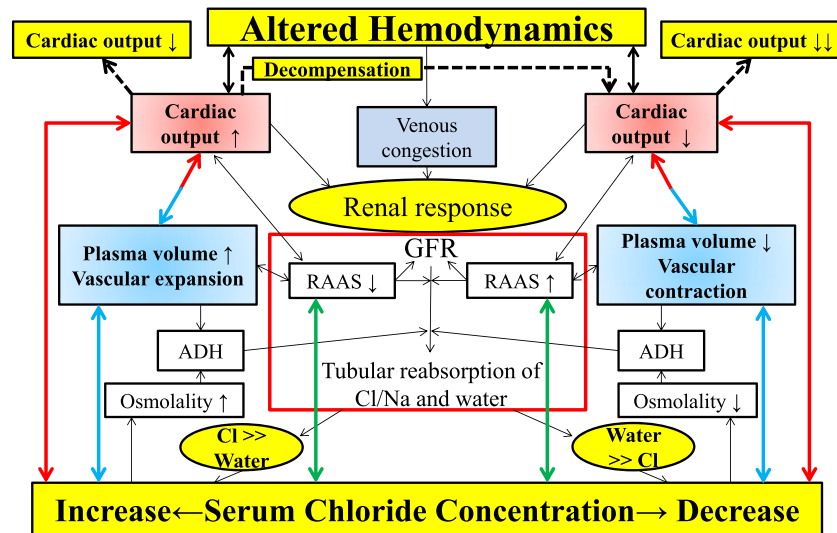 Altered Hemodynamics
Cardiac output ↓
Cardiac output ↓↓
Decompensation
Cardiac
output ↑
Venous
congestion
Cardiac
output ↓
Renal response
Plasma volume ↑
Vascular expansion
GFR
RAAS ↓
RAAS ↑
Plasma volume ↓
Vascular
contraction
ADH
ADH
Tubular reabsorption of
Cl/Na and water
Osmolality ↑
Osmolality ↓
Cl >>
Water
Water
>> Cl
Increase←Serum Chloride Concentration→ Decrease